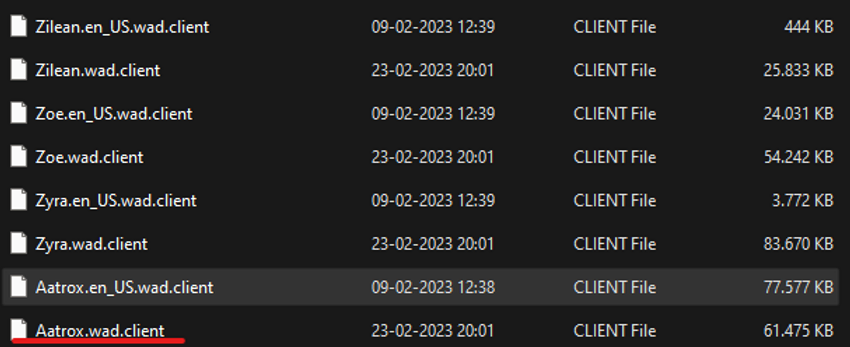 Zilean.en_US.wad.client 09-02-2023 12:39 CLIENT File 444 KB
Zilean.wad.client 23-02-2023 20:01 CLIENT File 25.833 KB
Zoe.en_US.wad.client 09-02-2023 12:39 CLIENT File 24.031 KB
Zoe.wad.client 23-02-2023 20:01 CLIENT File 54.242 KB
Zyra.en_US.wad.client 09-02-2023 12:39 CLIENT File 3.772 KB
Zyra.wad.client 23-02-2023 20:01 CLIENT File 83.670 KB
Aatrox.en_US.wad.client 09-02-2023 12:38 CLIENT File 77.577 KB
Aatrox.wad.client 23-02-2023 20:01 CLIENT File 61.475 KB